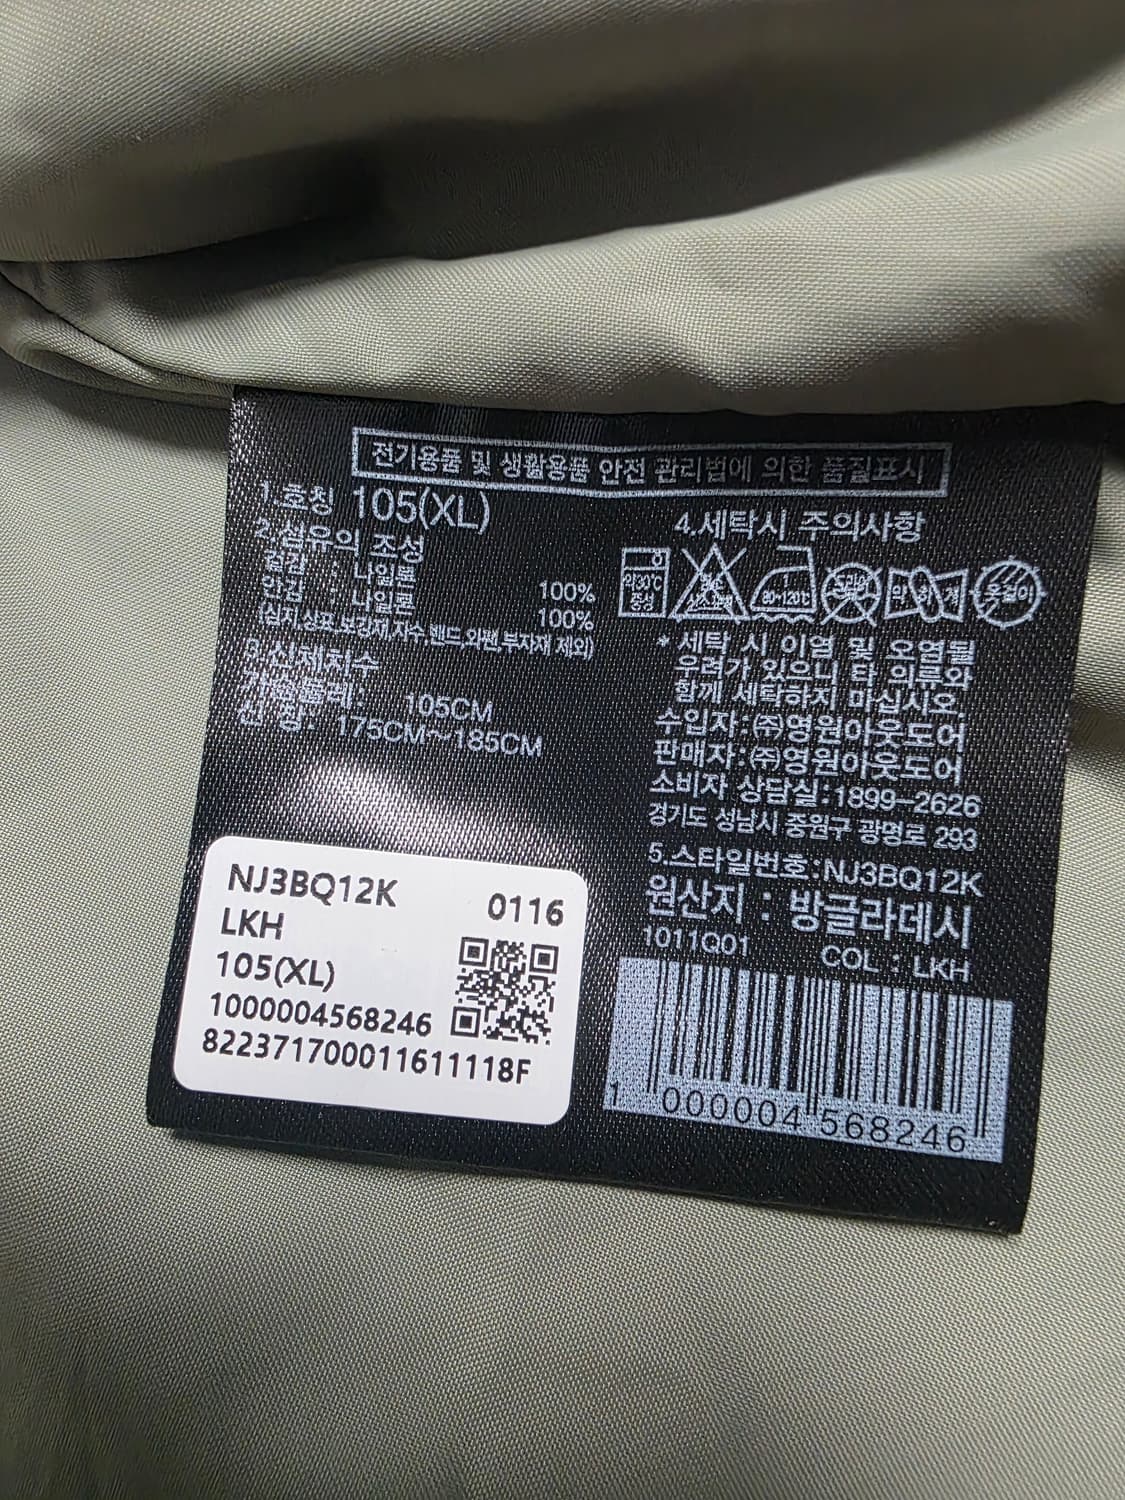 전기용품 및 생활용품 안전 관리법에 의한 품질표시
1.호칭 105(XL)
2.섬유의 조성
겉감 : 나일론 100%
안감 : 나일론 100%
(심지,상표,보강재,자수,밴드,와펜,부자재 제외)
3.신체치수
가슴둘레: 105CM
신 장: 175CM~185CM
4.세탁시 주의사항
약30℃
중성
80~120℃
드라이
약하게
옷걸이
* 세탁 시 이염 및 오염될
우려가 있으니 타 의류와
함께 세탁하지 마십시오.
수입자:㈜영원아웃도어
판매자:㈜영원아웃도어
소비자 상담실:1899-2626
경기도 성남시 중원구 광명로 293
5.스타일번호:NJ3BQ12K
원산지 : 방글라데시
1011Q01 COL : LKH
1 000004 568246
NJ3BQ12K 0116
LKH
105(XL)
1000004568246
822371700011611118F